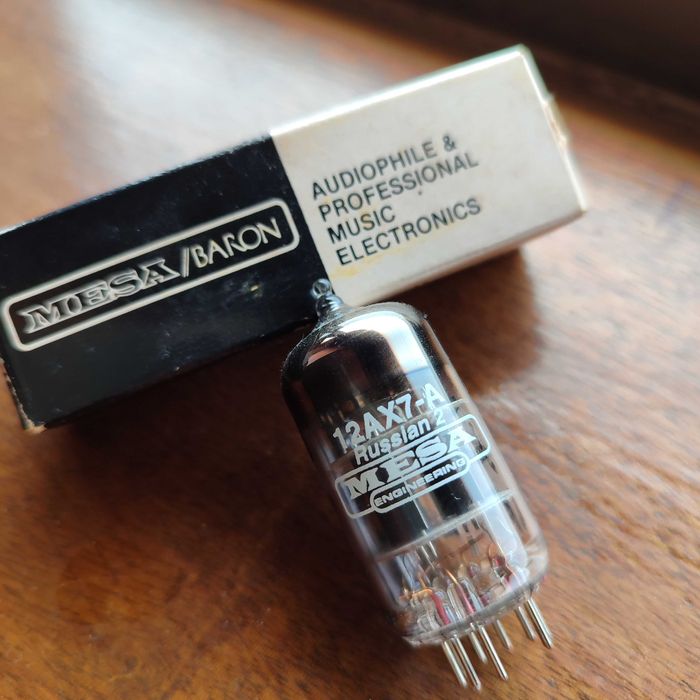 MESA/BARON
AUDIOPHILE &
PROFESSIONAL
MUSIC
ELECTRONICS
12AX7-A
Russian 2
MESA
ENGINEERING